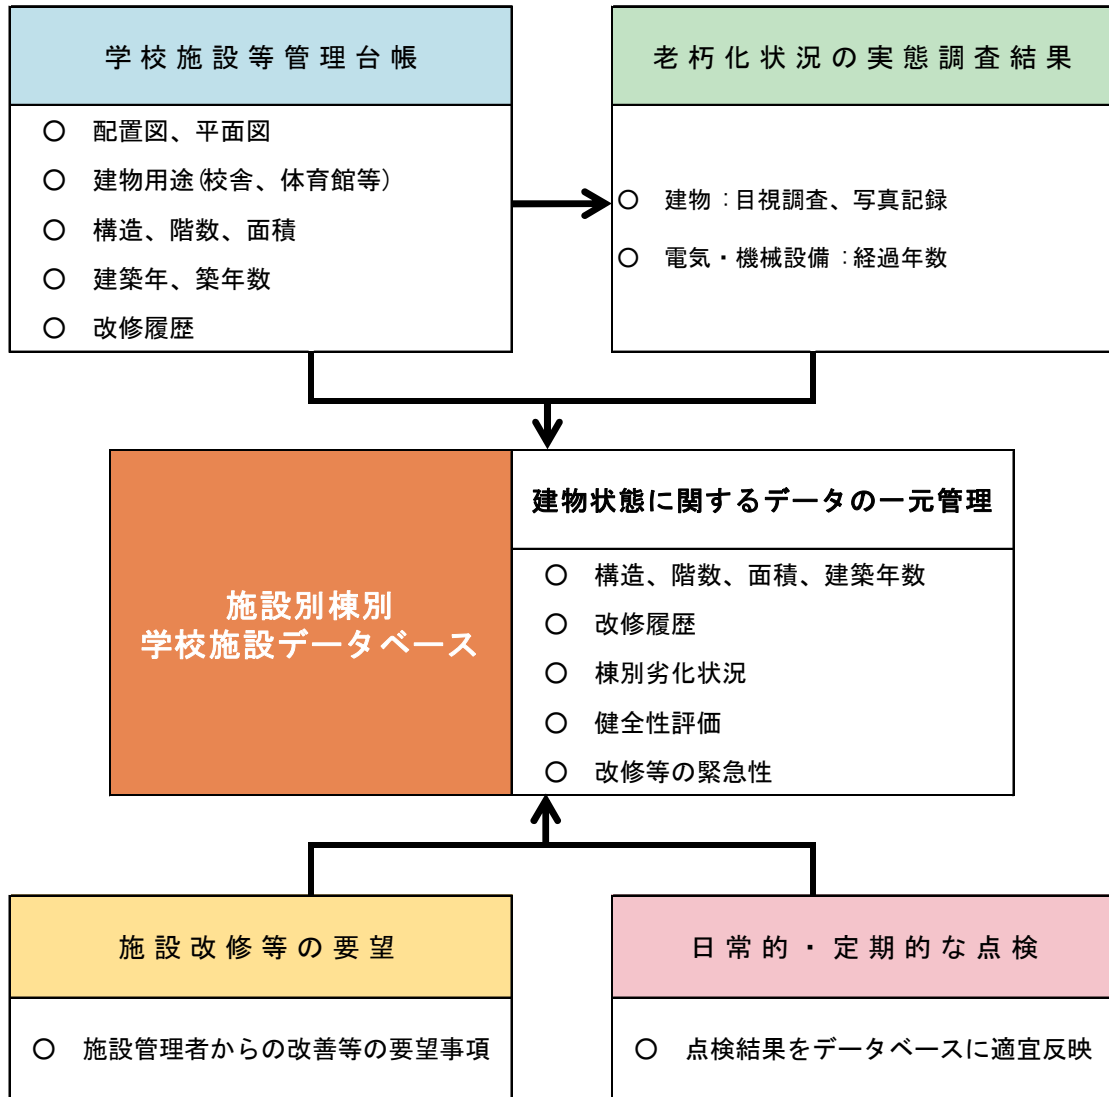 学校施設等管理台帳
○ 配置図、平面図
○ 建物用途(校舎、体育館等)
○ 構造、階数、面積
○ 建築年、築年数
○ 改修履歴
老朽化状況の実態調査結果
○ 建物：目視調査、写真記録
○ 電気・機械設備：経過年数
施設別棟別
学校施設データベース
建物状態に関するデータの一元管理
○ 構造、階数、面積、建築年数
○ 改修履歴
○ 棟別劣化状況
○ 健全性評価
○ 改修等の緊急性
施設改修等の要望
○ 施設管理者からの改善等の要望事項
日常的・定期的な点検
○ 点検結果をデータベースに適宜反映